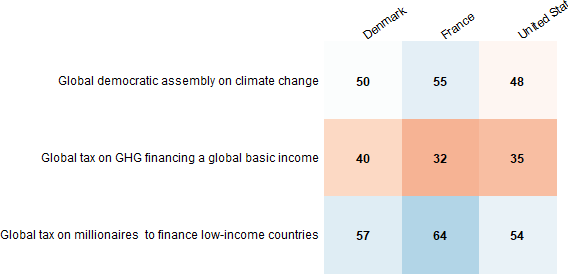 Denmark
France
United Stat
Global democratic assembly on climate change
50
55
48
Global tax on GHG financing a global basic income
40
32
35
Global tax on millionaires to finance low-income countries
57
64
54